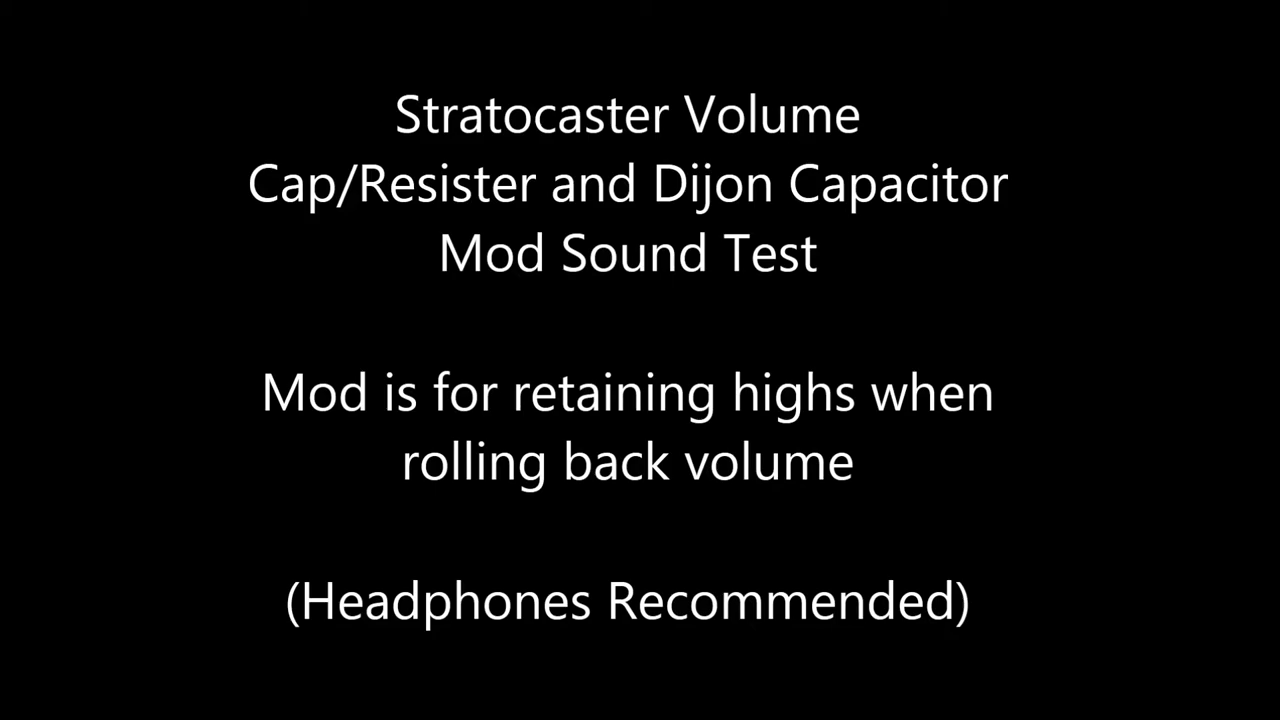 Stratocaster Volume
Cap/Resister and Dijon Capacitor
Mod Sound Test
Mod is for retaining highs when
rolling back volume
(Headphones Recommended)